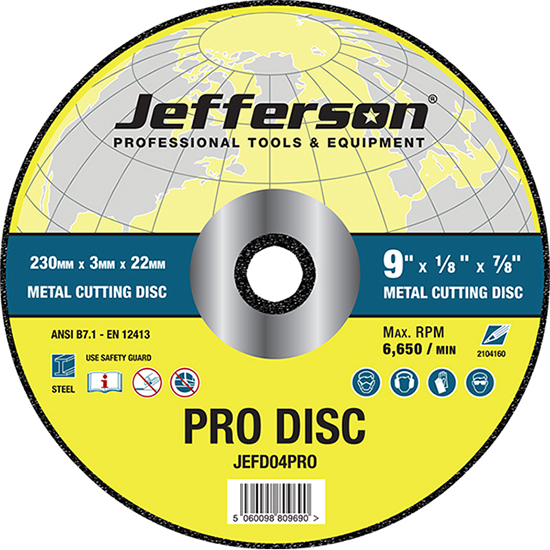 Jefferson®
PROFESSIONAL TOOLS & EQUIPMENT
230MM x 3MM x 22MM
METAL CUTTING DISC
9" x 1/8" x 7/8"
METAL CUTTING DISC
ANSI B7.1 - EN 12413
USE SAFETY GUARD
STEEL
MAX. RPM
6,650 / MIN
2104160
PRO DISC
JEFD04PRO
5 060098 809690 >